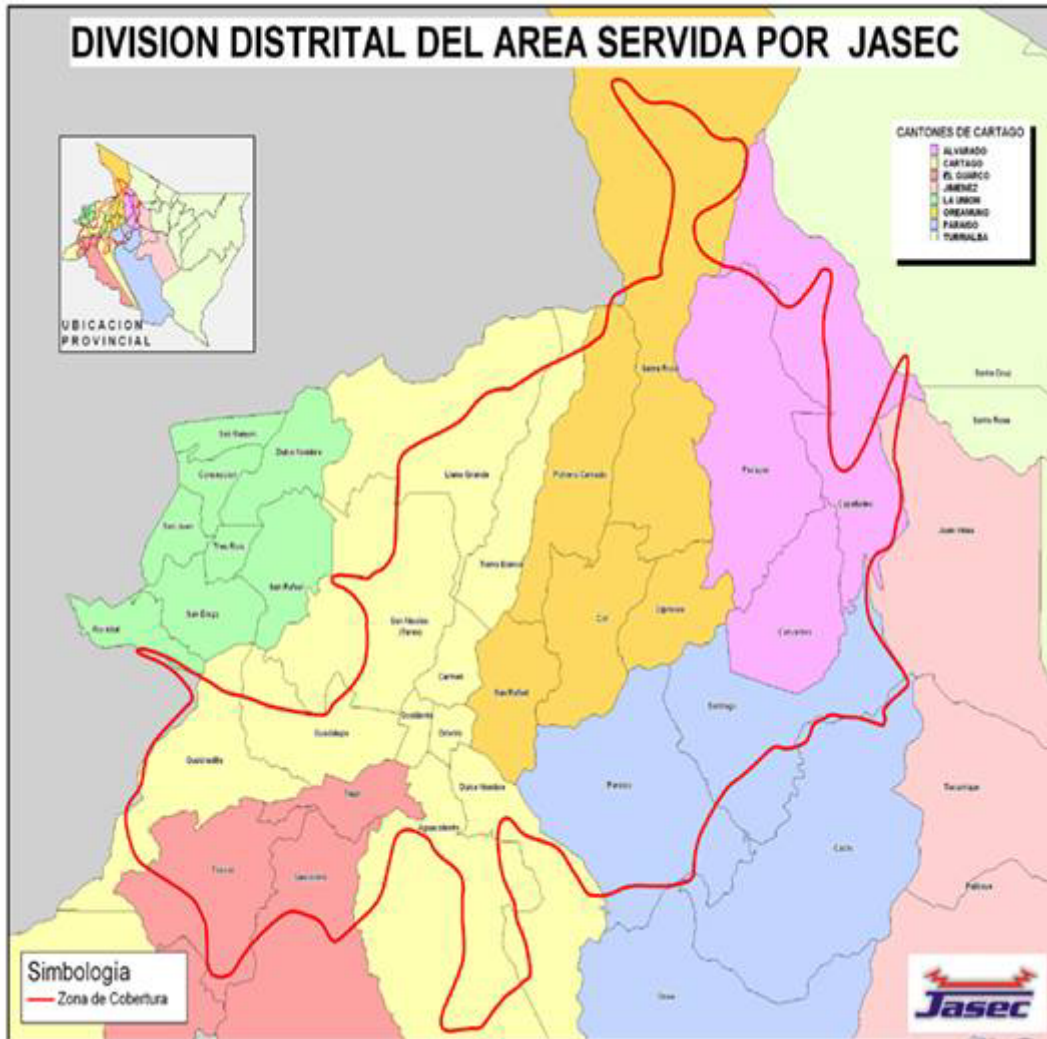 DIVISION DISTRITAL DEL AREA SERVIDA POR JASEC
CANTONES DE CARTAGO
ALVARADO
CARTAGO
EL GUARCO
JIMENEZ
LA UNION
OREAMUNO
PARAISO
TURRIALBA
UBICACION
PROVINCIAL
Santa Cruz
Santa Rosa
San Ramon
Dulce Nombre
Concepcion
San Juan
Tres Rios
San Rafael
San Diego
Rio Azul
Llano Grande
Potrero Cerrado
Santa Rosa
Pacayas
Capellades
Juan Viñas
Tierra Blanca
San Nicolas
Cot
Cipreses
Cervantes
Carmen
San Rafael
Occidente
Oriente
Guadalupe
Quebradilla
Santiago
Paraiso
Dulce Nombre
Tejar
Aguacaliente
Tobosi
San Isidro
Cachi
Tucurrique
Pejibaye
Orosi
Simbologia
Zona de Cobertura
Jasec